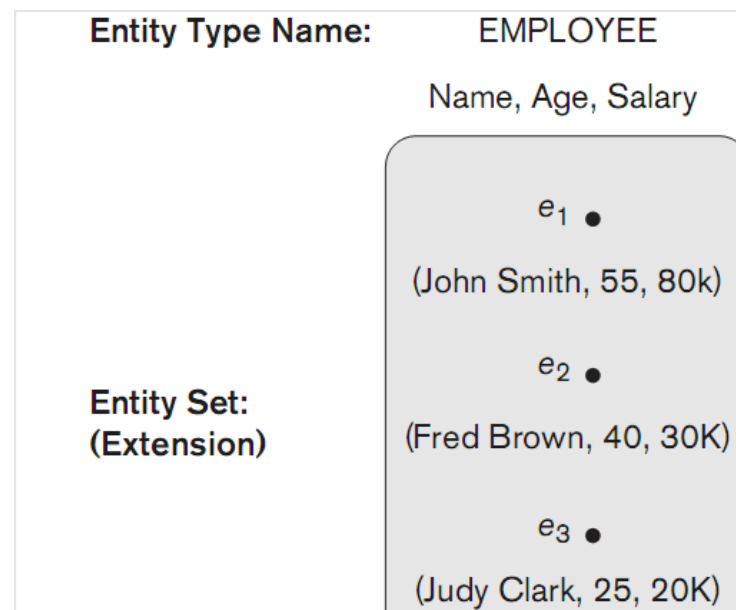 Entity Type Name: EMPLOYEE
Name, Age, Salary
e1
(John Smith, 55, 80k)
e2
Entity Set:
(Extension)
(Fred Brown, 40, 30K)
e3
(Judy Clark, 25, 20K)